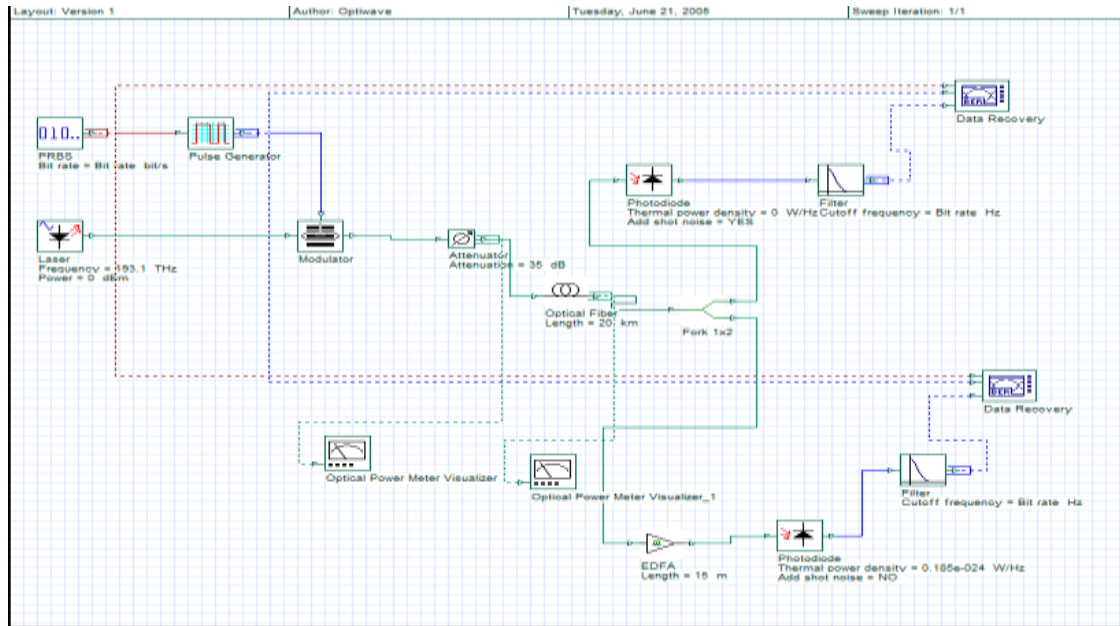 Layout: Version 1
Author: Optiwave
Tuesday, June 21, 2005
Sweep Iteration: 1/1
010..
PRBS
Bit rate = Bit rate bit/s
Pulse Generator
BER
Data Recovery
Photodiode
Thermal power density = 0 W/Hz
Add shot noise = YES
Filter
Cutoff frequency = Bit rate Hz
Laser
Frequency = 193.1 THz
Power = 0 dBm
Modulator
Attenuator
Attenuation = 35 dB
Optical Fiber
Length = 20 km
Fork 1x2
BER
Data Recovery
Optical Power Meter Visualizer
Optical Power Meter Visualizer_1
Filter
Cutoff frequency = Bit rate Hz
EDFA
Length = 15 m
Photodiode
Thermal power density = 0.185e-024 W/Hz
Add shot noise = NO